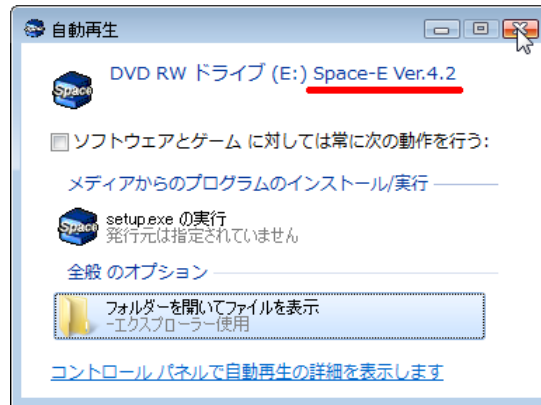 自動再生
DVD RW ドライブ (E:) Space-E Ver.4.2
Space
ソフトウェアとゲーム に対しては常に次の動作を行う:
メディアからのプログラムのインストール/実行
Space
setup.exe の実行
発行元は指定されていません
全般 のオプション
フォルダーを開いてファイルを表示
-エクスプローラー使用
コントロール パネルで自動再生の詳細を表示します